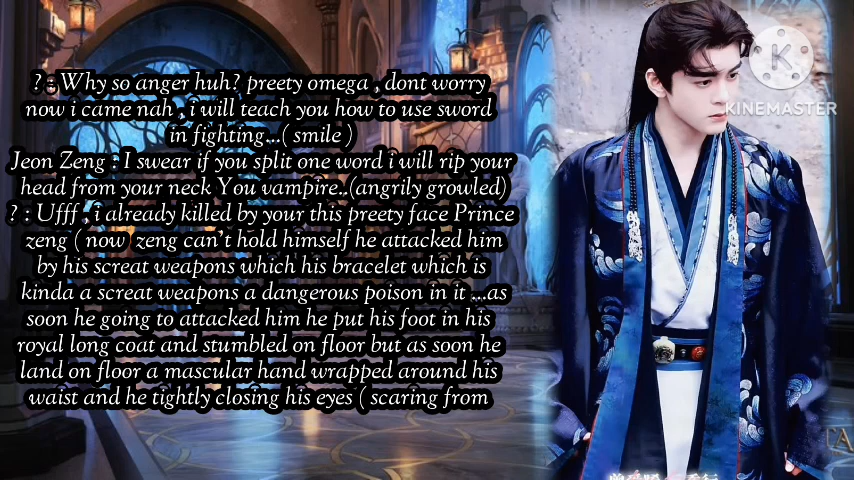 ? : Why so anger huh? preety omega , dont worry
now i came nah , i will teach you how to use sword
in fighting...( smile )
Jeon Zeng : I swear if you split one word i will rip your
head from your neck You vampire..(angrily growled)
? : Ufff , i already killed by your this preety face Prince
zeng ( now zeng can't hold himself he attacked him
by his screat weapons which his bracelet which is
kinda a screat weapons a dangerous poison in it ...as
soon he going to attacked him he put his foot in his
royal long coat and stumbled on floor but as soon he
land on floor a mascular hand wrapped around his
waist and he tightly closing his eyes ( scaring from
K
KINEMASTER